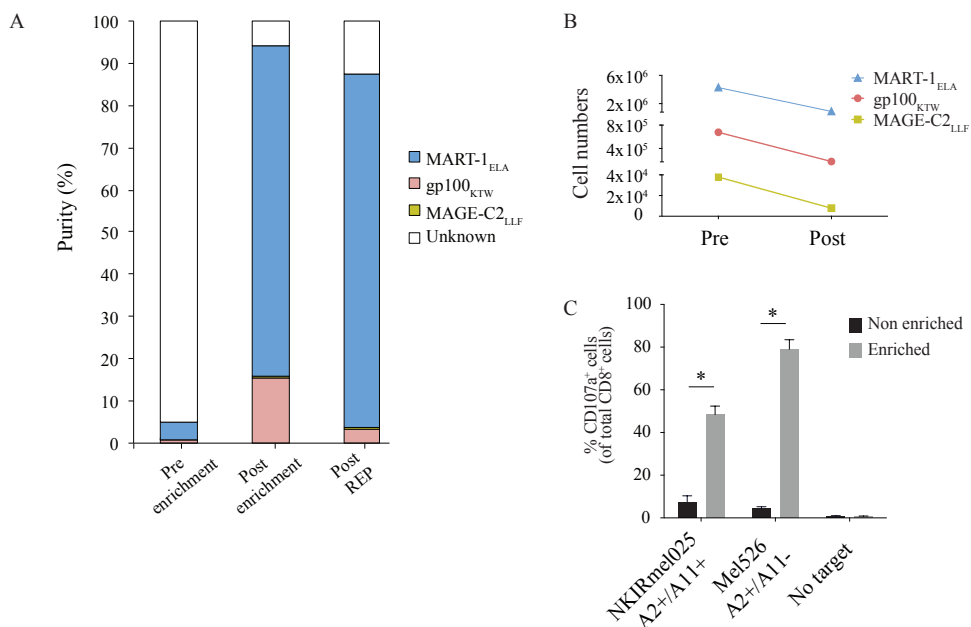 A
100
90
80
70
60
50
40
30
20
10
0
Purity (%)
Pre
enrichment
Post
enrichment
Post
REP
MART-1ELA
gp100KTW
MAGE-C2LLF
Unknown
B
6x10⁶
2x10⁶
8x10⁵
4x10⁵
4x10⁴
2x10⁴
0
Cell numbers
Pre
Post
MART-1ELA
gp100KTW
MAGE-C2LLF
C
100
80
60
40
20
0
% CD107a⁺ cells
(of total CD8⁺ cells)
*
*
Non enriched
Enriched
NKIRmel025
A2+/A11+
Mel526
A2+/A11-
No target